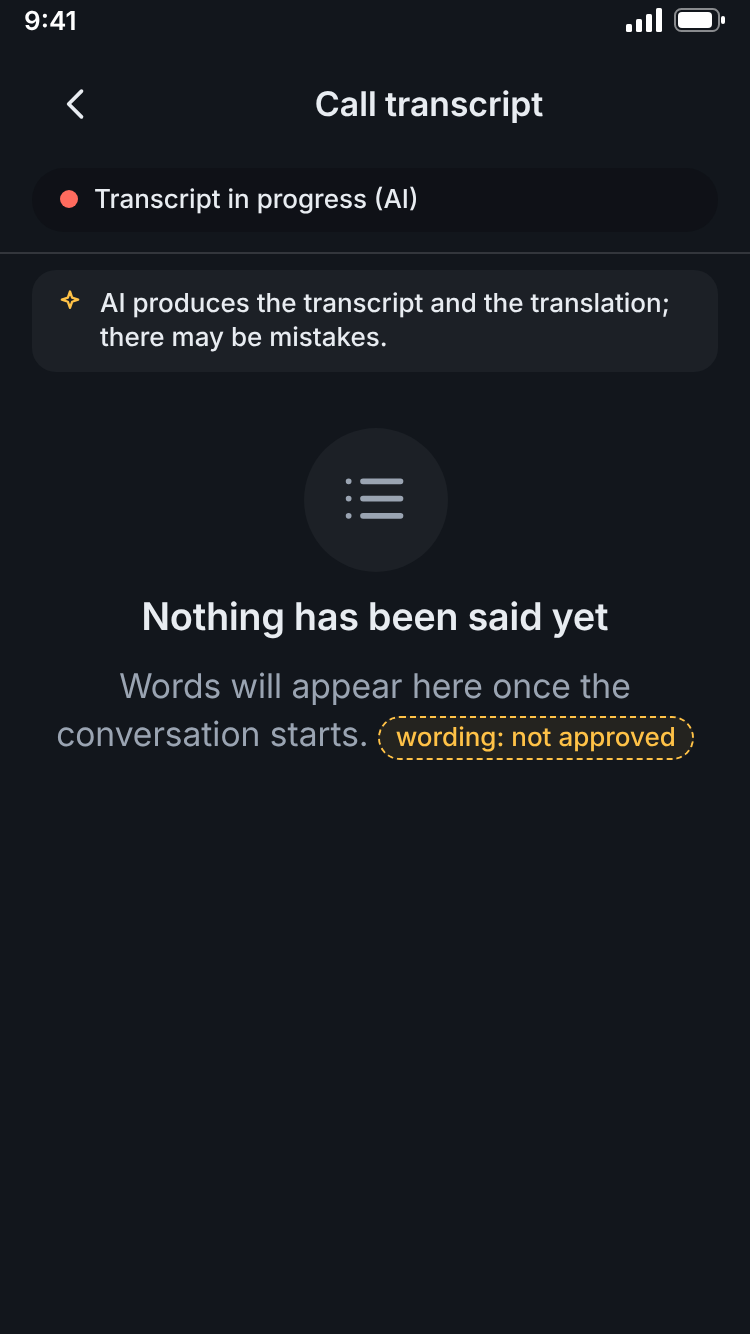 9:41
Call transcript
Transcript in progress (AI)
AI produces the transcript and the translation;
there may be mistakes.
Nothing has been said yet
Words will appear here once the
conversation starts. wording: not approved